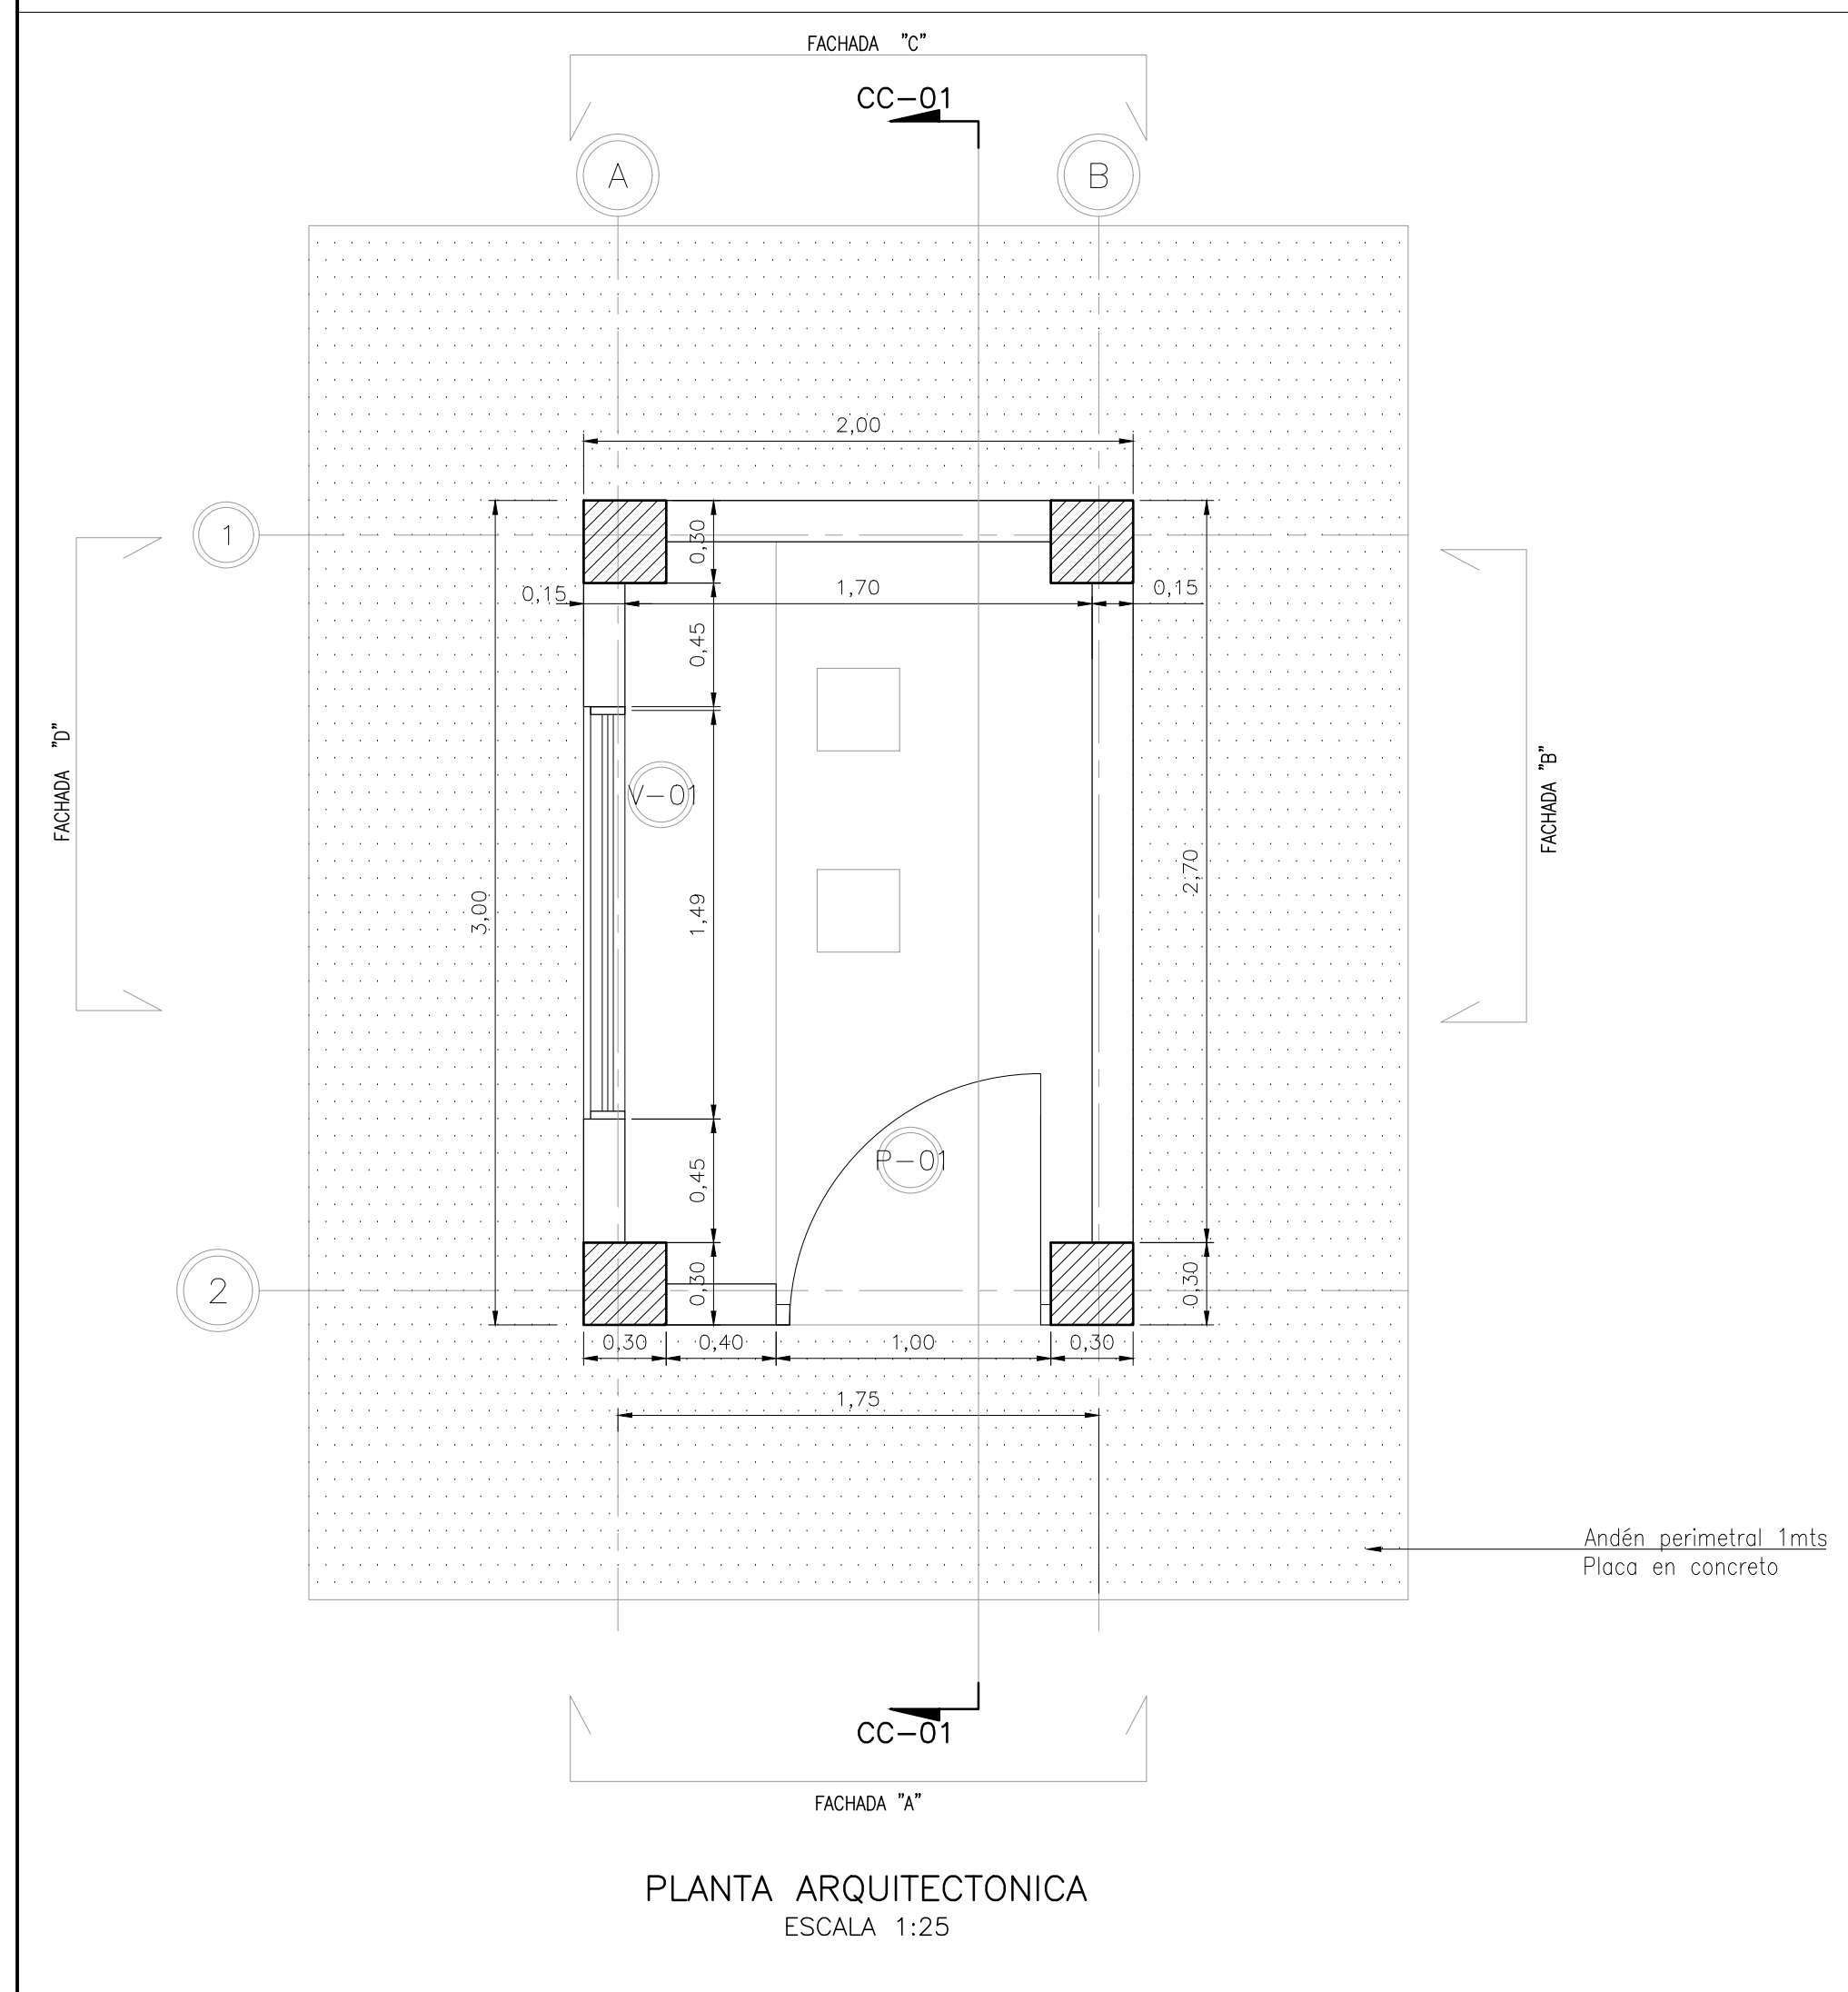 FACHADA "C"
CC-01
A
B
2,00
1
0,30
0,15
1,70
0,15
0,45
FACHADA "D"
V-01
FACHADA "B"
3,00
1,49
2,70
P-01
0,45
2
0,30
0,30
0,30
0,40
1,00
0,30
1,75
Andén perimetral 1mts
Placa en concreto
CC-01
FACHADA "A"
PLANTA ARQUITECTONICA
ESCALA 1:25